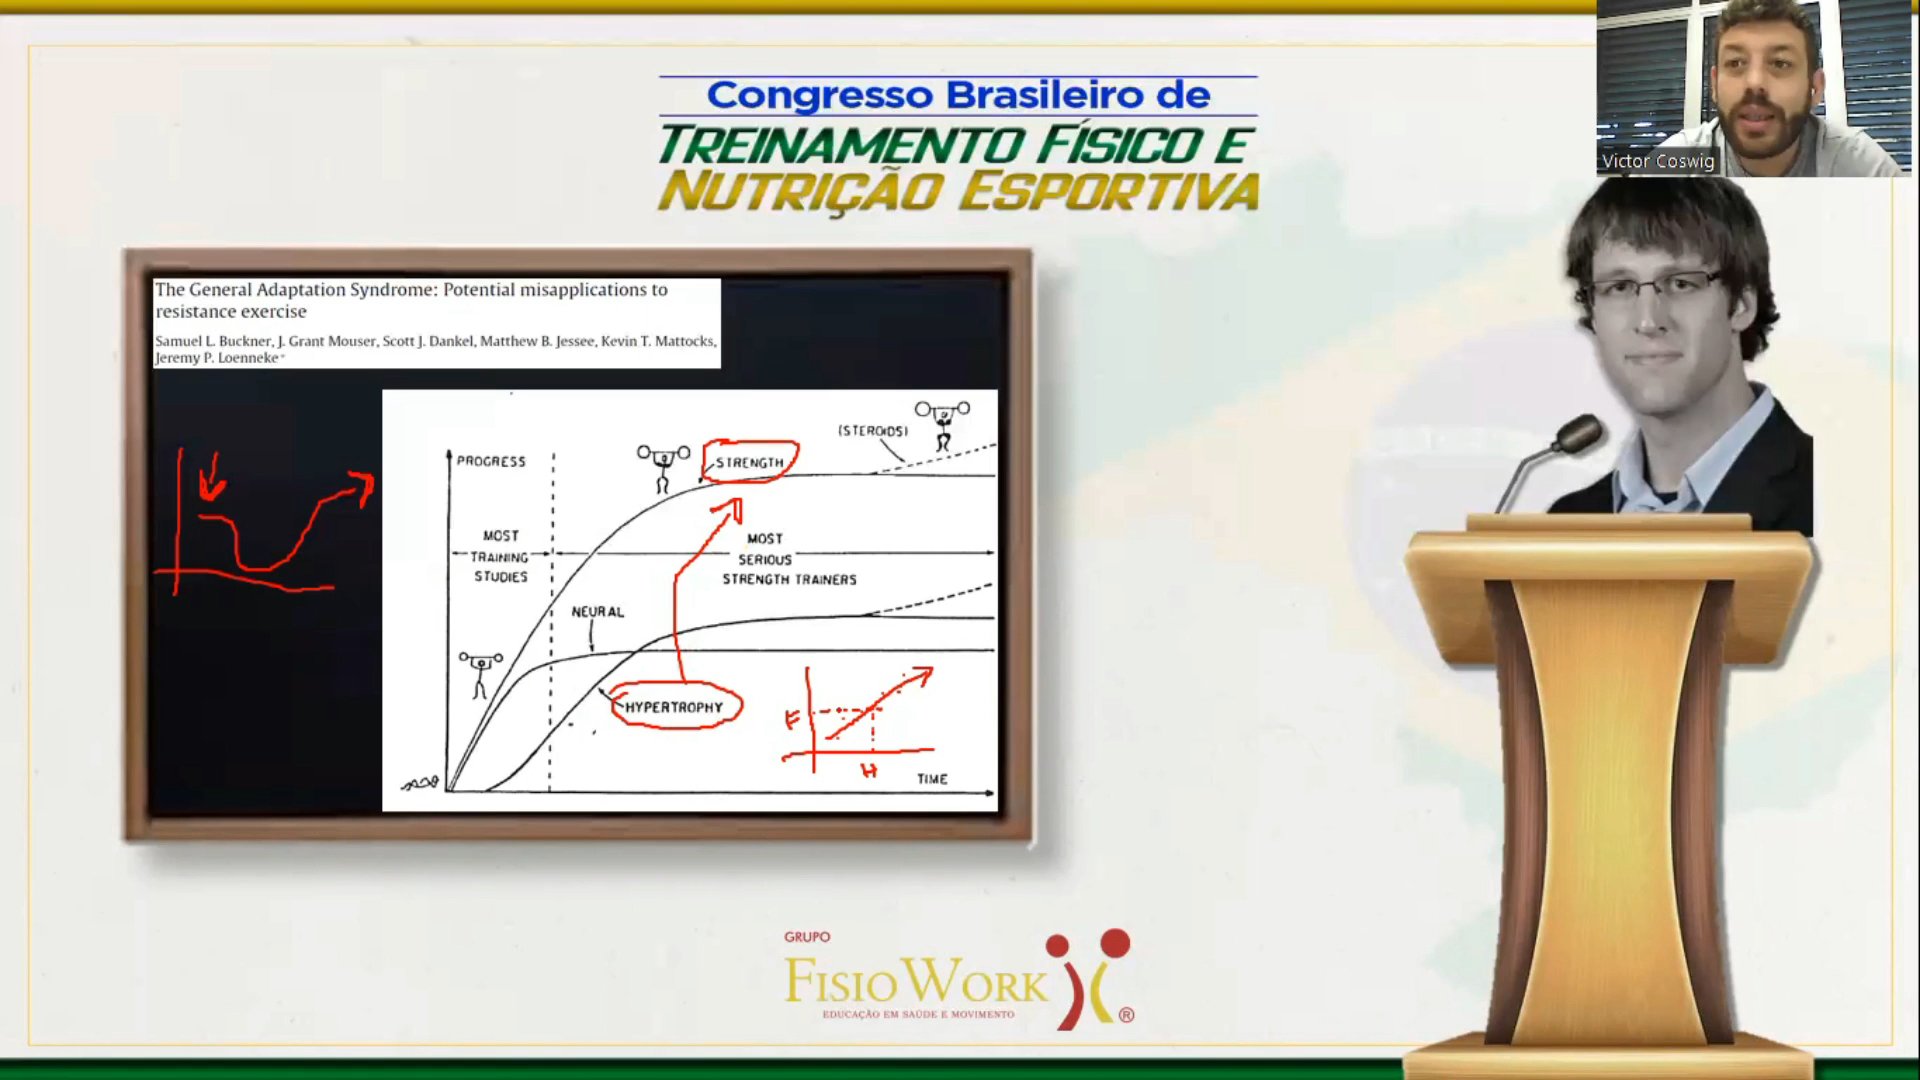 Congresso Brasileiro de
TREINAMENTO FÍSICO E
NUTRIÇÃO ESPORTIVA
Victor Coswig
The General Adaptation Syndrome: Potential misapplications to
resistance exercise
Samuel L. Buckner, J. Grant Mouser, Scott J. Dankel, Matthew B. Jessee, Kevin T. Mattocks,
Jeremy P. Loenneke*
PROGRESS
STRENGTH
(STEROIDS)
MOST
TRAINING
STUDIES
MOST
SERIOUS
STRENGTH TRAINERS
NEURAL
HYPERTROPHY
F
H
TIME
GRUPO
FISIOWORK
EDUCAÇÃO EM SAÚDE E MOVIMENTO
®